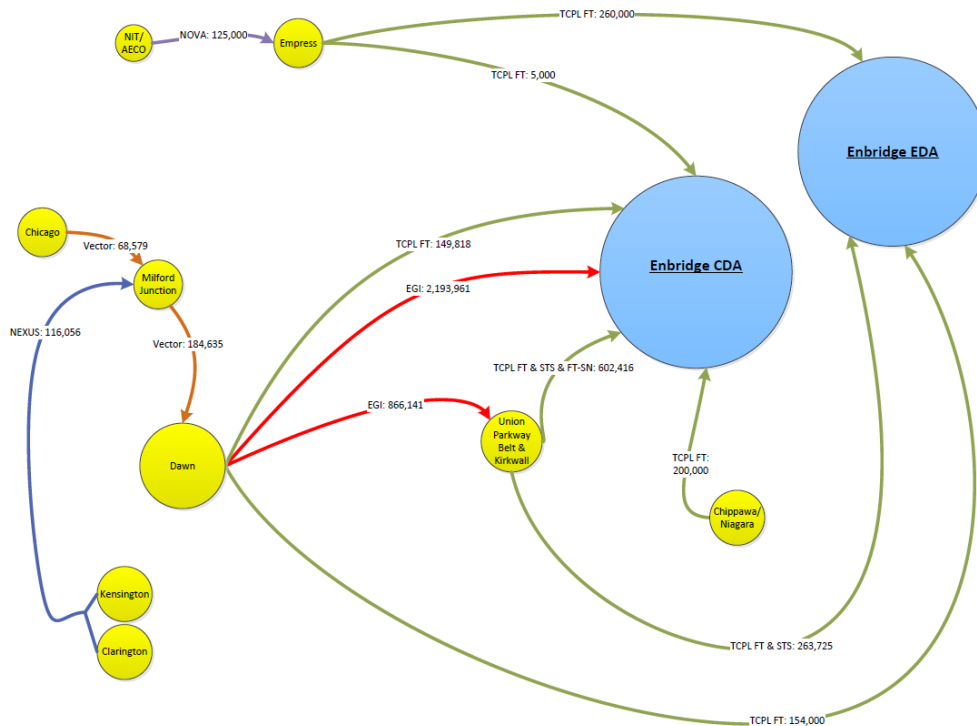 TCPL FT: 260,000
NIT/
AECO
NOVA: 125,000
Empress
TCPL FT: 5,000
Enbridge EDA
Chicago
Vector: 68,579
TCPL FT: 149,818
Enbridge CDA
Milford
Junction
EGI: 2,193,961
NEXUS: 116,056
Vector: 184,635
TCPL FT & STS & FT-SN: 602,416
EGI: 866,141
Union
Parkway
Belt &
Kirkwall
Dawn
TCPL FT:
200,000
Chippawa/
Niagara
Kensington
Clarington
TCPL FT & STS: 263,725
TCPL FT: 154,000